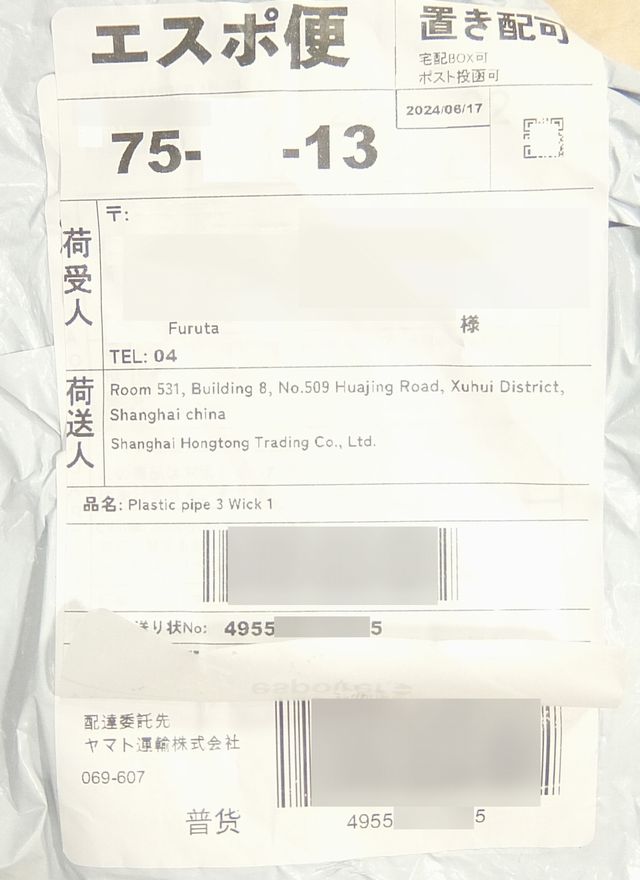 エスポ便
置き配可
宅配BOX可
ポスト投函可
2024/06/17
75- -13
荷受人
〒:
Furuta 様
TEL: 04
荷送人
Room 531, Building 8, No.509 Huajing Road, Xuhui District,
Shanghai china
Shanghai Hongtong Trading Co., Ltd.
品名: Plastic pipe 3 Wick 1
送り状No: 4955 5
配達委託先
ヤマト運輸株式会社
069-607
普货
4955 5